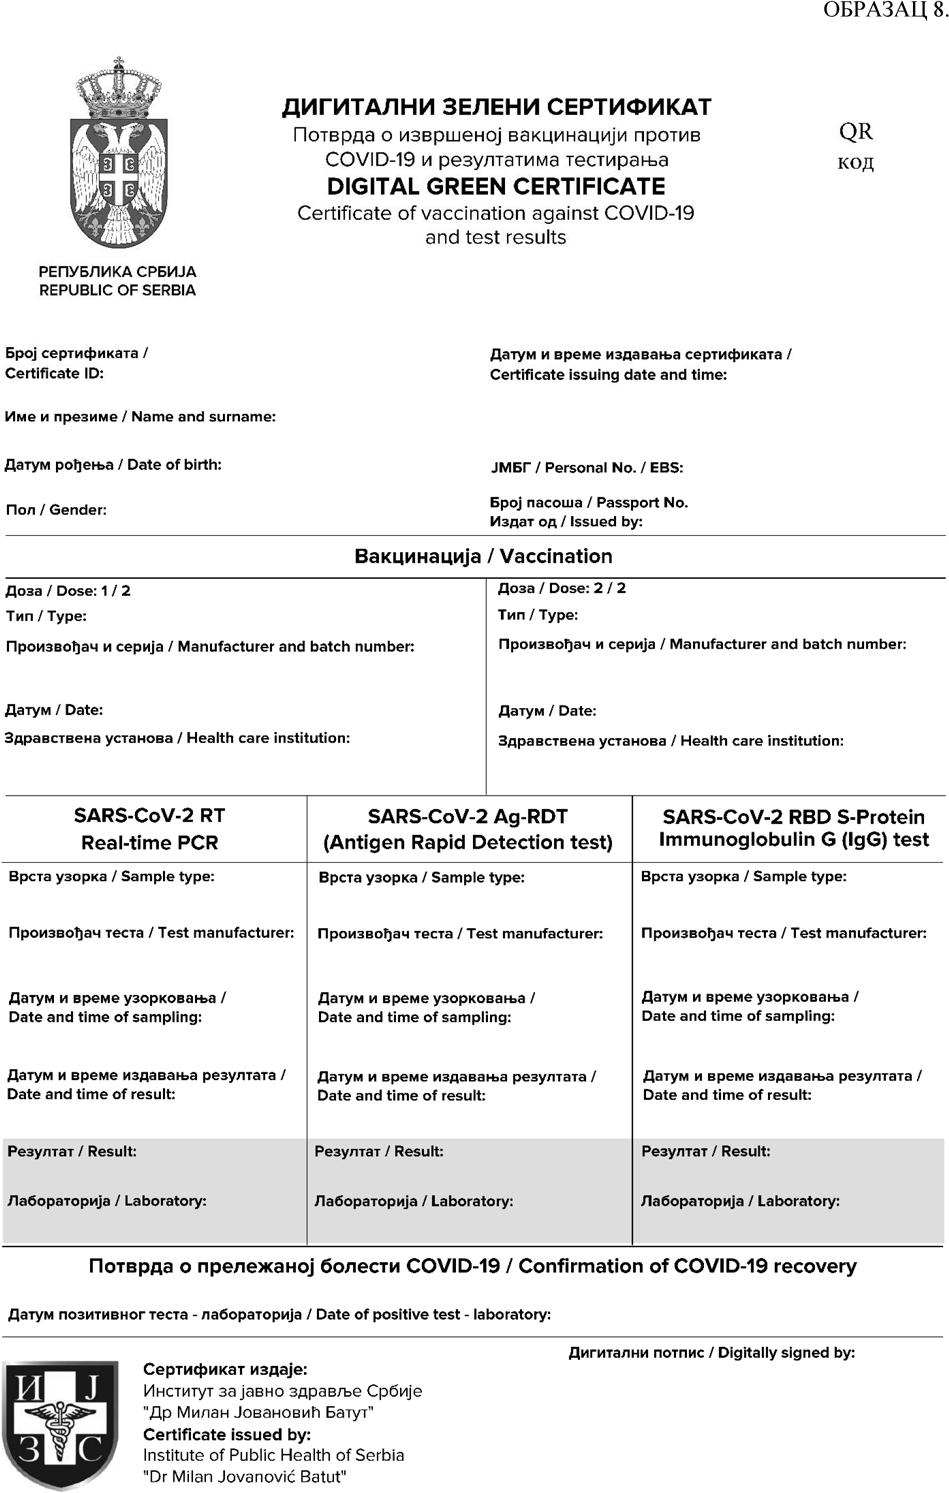 ОБРАЗАЦ 8.
ДИГИТАЛНИ ЗЕЛЕНИ СЕРТИФИКАТ
Потврда о извршеној вакцинацији против
COVID-19 и резултатима тестирања
DIGITAL GREEN CERTIFICATE
Certificate of vaccination against COVID-19
and test results
QR
код
РЕПУБЛИКА СРБИЈА
REPUBLIC OF SERBIA
Број сертификата /
Certificate ID:
Датум и време издавања сертификата /
Certificate issuing date and time:
Име и презиме / Name and surname:
Датум рођења / Date of birth:
ЈМБГ / Personal No. / EBS:
Пол / Gender:
Број пасоша / Passport No.
Издат од / Issued by:
Вакцинација / Vaccination
Доза / Dose: 1 / 2
Тип / Type:
Произвођач и серија / Manufacturer and batch number:
Датум / Date:
Здравствена установа / Health care institution:
Доза / Dose: 2 / 2
Тип / Type:
Произвођач и серија / Manufacturer and batch number:
Датум / Date:
Здравствена установа / Health care institution:
SARS-CoV-2 RT
Real-time PCR
Врста узорка / Sample type:
Произвођач теста / Test manufacturer:
Датум и време узорковања /
Date and time of sampling:
Датум и време издавања резултата /
Date and time of result:
Резултат / Result:
Лабораторија / Laboratory:
SARS-CoV-2 Ag-RDT
(Antigen Rapid Detection test)
Врста узорка / Sample type:
Произвођач теста / Test manufacturer:
Датум и време узорковања /
Date and time of sampling:
Датум и време издавања резултата /
Date and time of result:
Резултат / Result:
Лабораторија / Laboratory:
SARS-CoV-2 RBD S-Protein
Immunoglobulin G (IgG) test
Врста узорка / Sample type:
Произвођач теста / Test manufacturer:
Датум и време узорковања /
Date and time of sampling:
Датум и време издавања резултата /
Date and time of result:
Резултат / Result:
Лабораторија / Laboratory:
Потврда о прележаној болести COVID-19 / Confirmation of COVID-19 recovery
Датум позитивног теста - лабораторија / Date of positive test - laboratory:
Дигитални потпис / Digitally signed by:
И Ј
З С
Сертификат издаје:
Институт за јавно здравље Србије
"Др Милан Јовановић Батут"
Certificate issued by:
Institute of Public Health of Serbia
"Dr Milan Jovanović Batut"